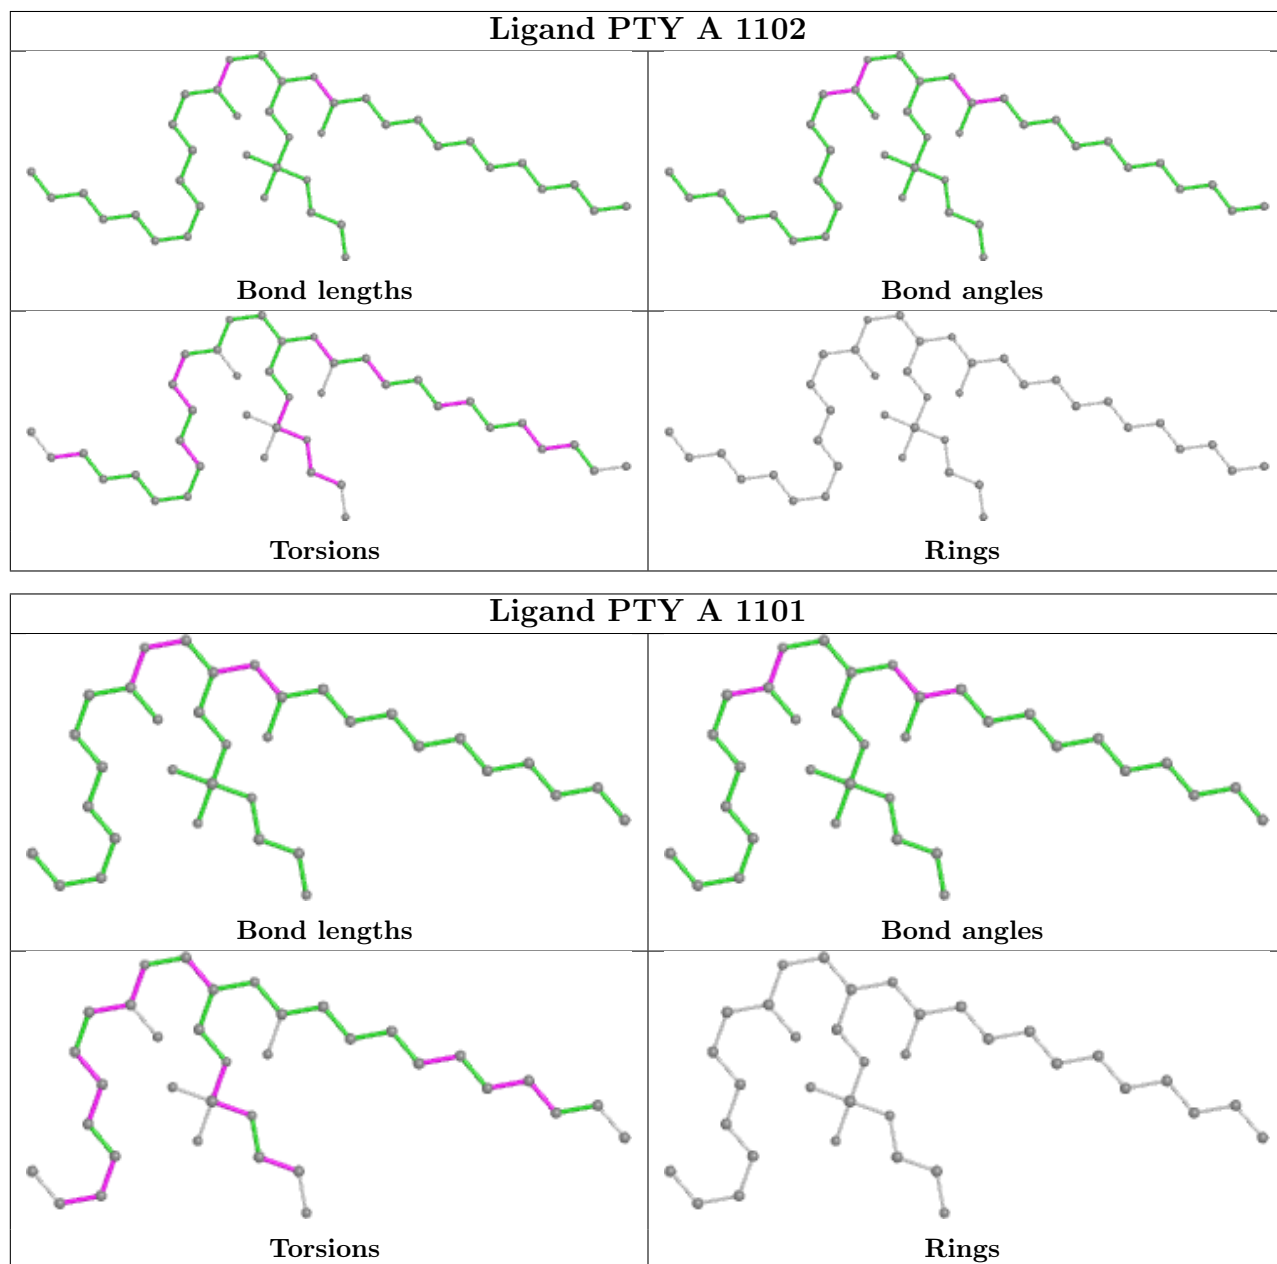 Ligand PTY A 1102
Bond lengths
Bond angles
Torsions
Rings
Ligand PTY A 1101
Bond lengths
Bond angles
Torsions
Rings